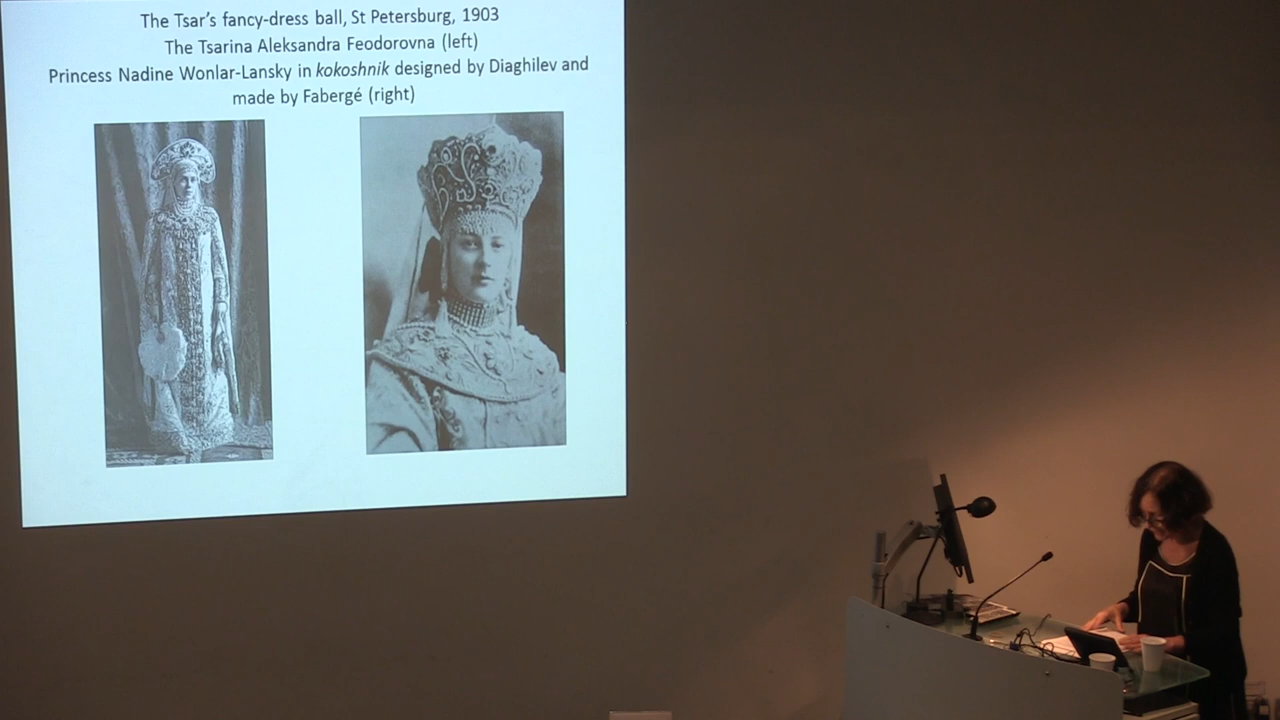 The Tsar's fancy-dress ball, St Petersburg, 1903
The Tsarina Aleksandra Feodorovna (left)
Princess Nadine Wonlar-Lansky in kokoshnik designed by Diaghilev and
made by Fabergé (right)